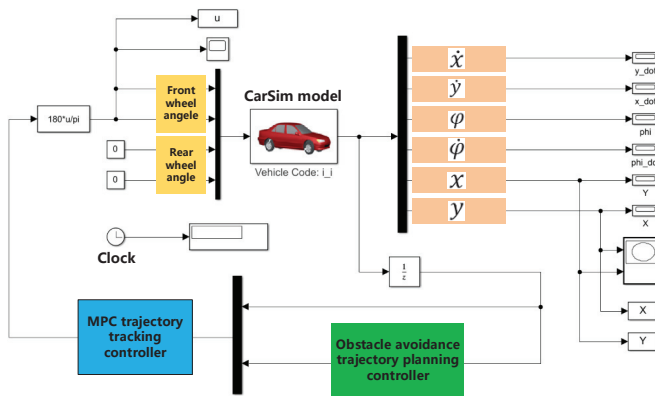 u
180*u/pi
Front
wheel
angele
Rear
wheel
angle
0
0
CarSim model
Vehicle Code: i_i
ẋ
ẏ
φ
φ̇
x
y
y_dot
x_dot
phi
phi_do
Y
X
X
Y
Clock
1
z
MPC trajectory
tracking
controller
Obstacle avoidance
trajectory planning
controller